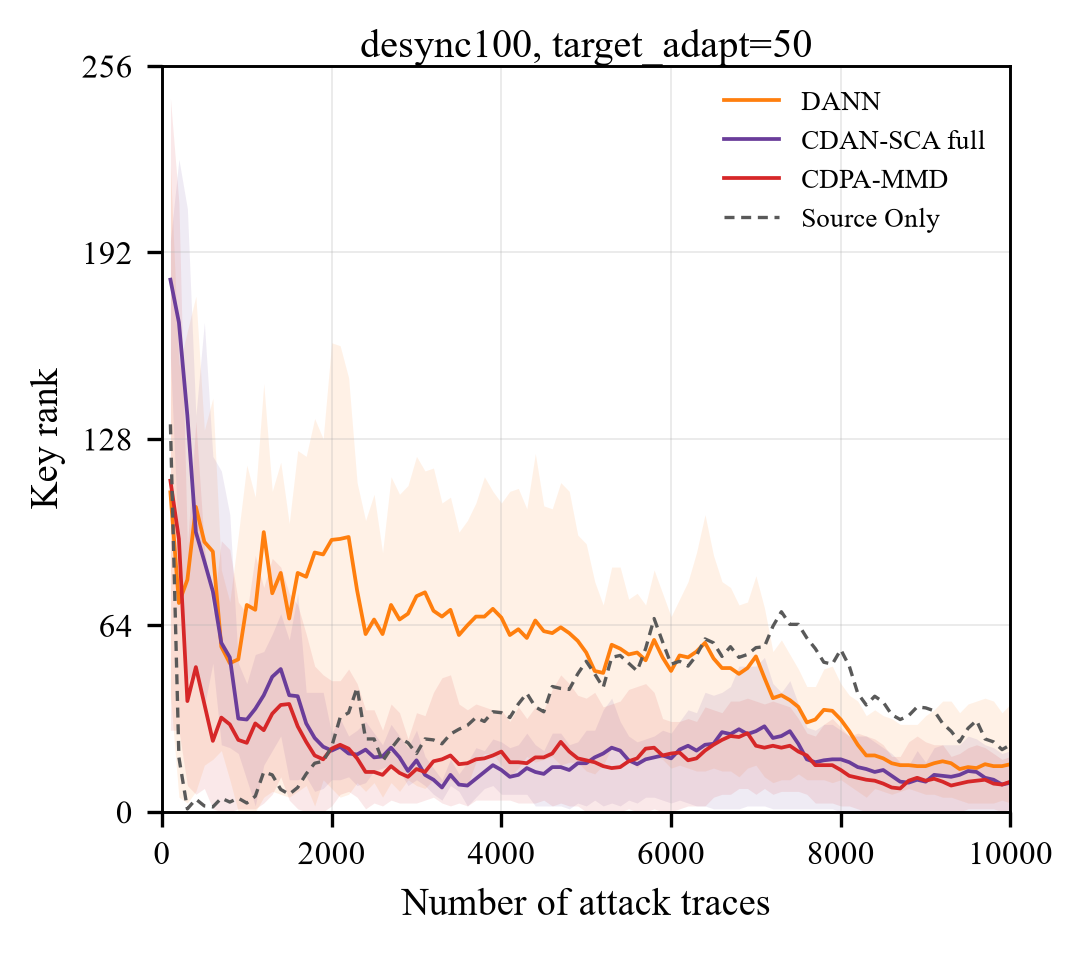 desync100, target_adapt=50
256
192
128
64
0
Key rank
DANN
CDAN-SCA full
CDPA-MMD
Source Only
0 2000 4000 6000 8000 10000
Number of attack traces